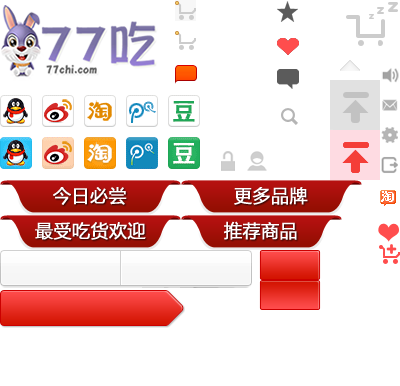 77吃
77chi.com
z z z
淘 豆
淘 豆
淘
今日必尝 更多品牌
最受吃货欢迎 推荐商品